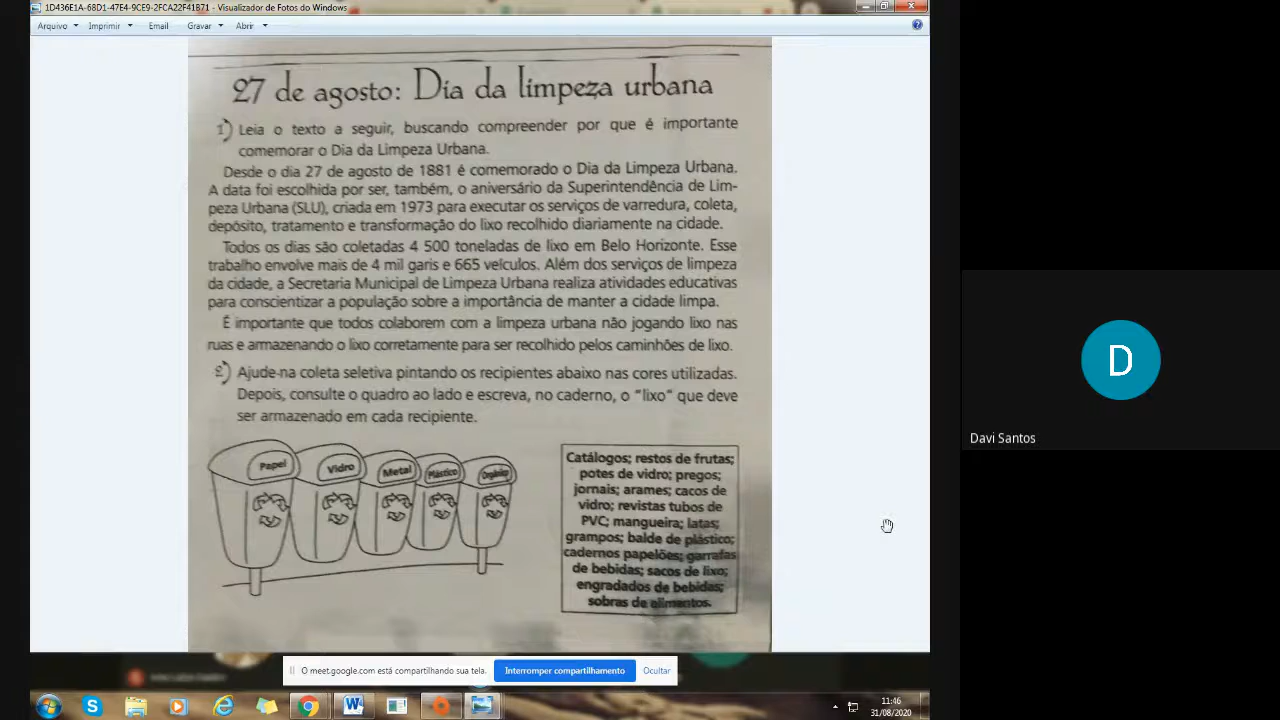 1D436E1A-68D1-47E4-9CE9-2FCA22F41B71 - Visualizador de Fotos do Windows
Arquivo Imprimir Email Gravar Abrir
27 de agosto: Dia da limpeza urbana
1) Leia o texto a seguir, buscando compreender por que é importante
comemorar o Dia da Limpeza Urbana.
Desde o dia 27 de agosto de 1881 é comemorado o Dia da Limpeza Urbana.
A data foi escolhida por ser, também, o aniversário da Superintendência de Lim-
peza Urbana (SLU), criada em 1973 para executar os serviços de varredura, coleta,
depósito, tratamento e transformação do lixo recolhido diariamente na cidade.
Todos os dias são coletadas 4 500 toneladas de lixo em Belo Horizonte. Esse
trabalho envolve mais de 4 mil garis e 665 veículos. Além dos serviços de limpeza
da cidade, a Secretaria Municipal de Limpeza Urbana realiza atividades educativas
para conscientizar a população sobre a importância de manter a cidade limpa.
É importante que todos colaborem com a limpeza urbana não jogando lixo nas
ruas e armazenando o lixo corretamente para ser recolhido pelos caminhões de lixo.
2) Ajude-na coleta seletiva pintando os recipientes abaixo nas cores utilizadas.
Depois, consulte o quadro ao lado e escreva, no caderno, o "lixo" que deve
ser armazenado em cada recipiente.
Papel Vidro Metal Plástico Orgânico
Catálogos; restos de frutas;
potes de vidro; pregos;
jornais; arames; cacos de
vidro; revistas tubos de
PVC; mangueira; latas;
grampos; balde de plástico;
cadernos papelões; garrafas
de bebidas; sacos de lixo;
engradados de bebidas;
sobras de alimentos.
D
Davi Santos
O meet.google.com está compartilhando sua tela. Interromper compartilhamento Ocultar
11:46
31/08/2020